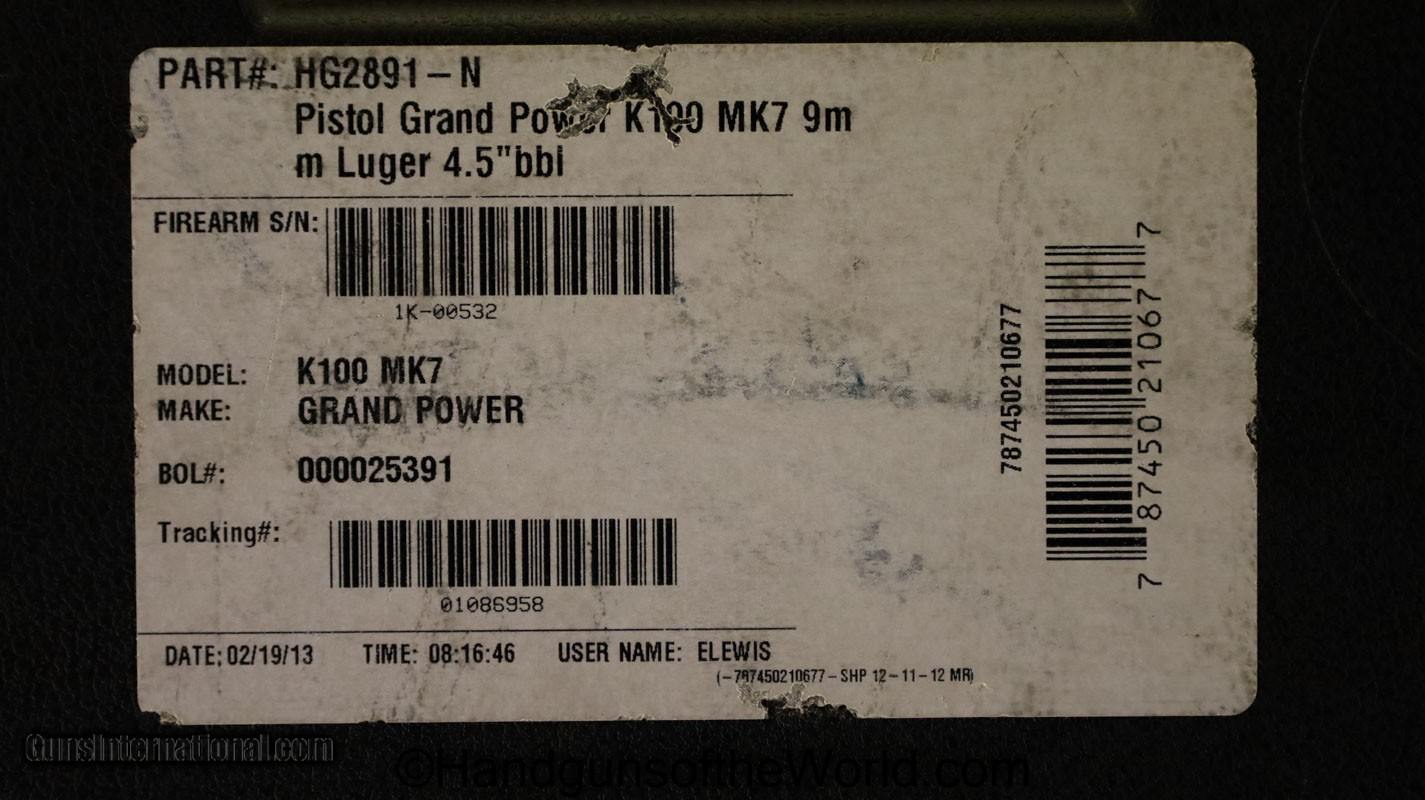 PART#: HG2891-N
Pistol Grand Power K100 MK7 9m
m Luger 4.5"bbl
FIREARM S/N:
1K-00532
MODEL: K100 MK7
MAKE: GRAND POWER
BOL#: 000025391
Tracking#:
01086958
DATE: 02/19/13 TIME: 08:16:46 USER NAME: ELEWIS
(-787450210677-SHP 12-11-12 MR)
787450210677
7 87450 21067 7
GunsInternational.com
©HandgunsoftheWorld.com